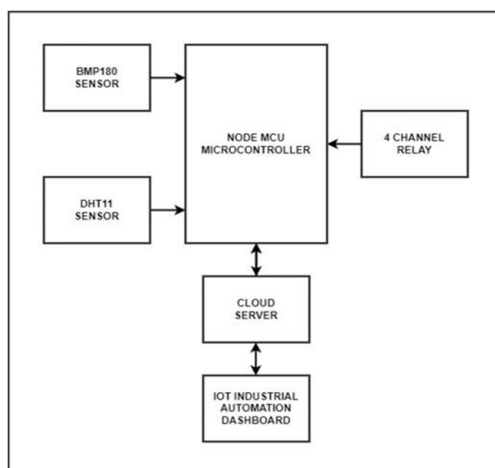 BMP180
SENSOR
NODE MCU
MICROCONTROLLER
4 CHANNEL
RELAY
DHT11
SENSOR
CLOUD
SERVER
IOT INDUSTRIAL
AUTOMATION
DASHBOARD